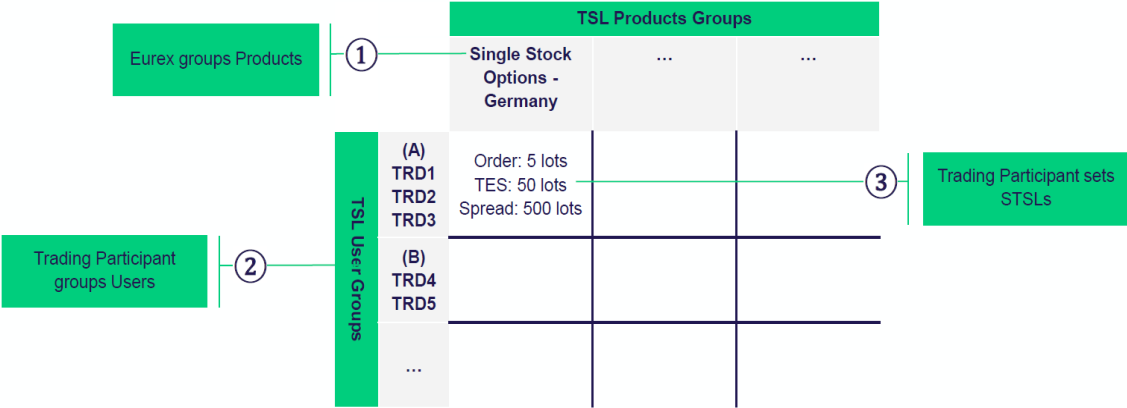 TSL Products Groups
Eurex groups Products
1
Single Stock
Options -
Germany
...
...
TSL User Groups
(A)
TRD1
TRD2
TRD3
Order: 5 lots
TES: 50 lots
Spread: 500 lots
3
Trading Participant sets
STSLs
Trading Participant
groups Users
2
(B)
TRD4
TRD5
...